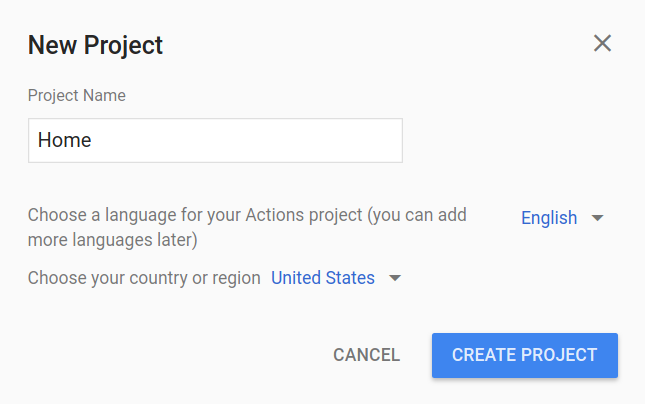 New Project
Project Name
Home
Choose a language for your Actions project (you can add
more languages later)
English
Choose your country or region United States
CANCEL CREATE PROJECT